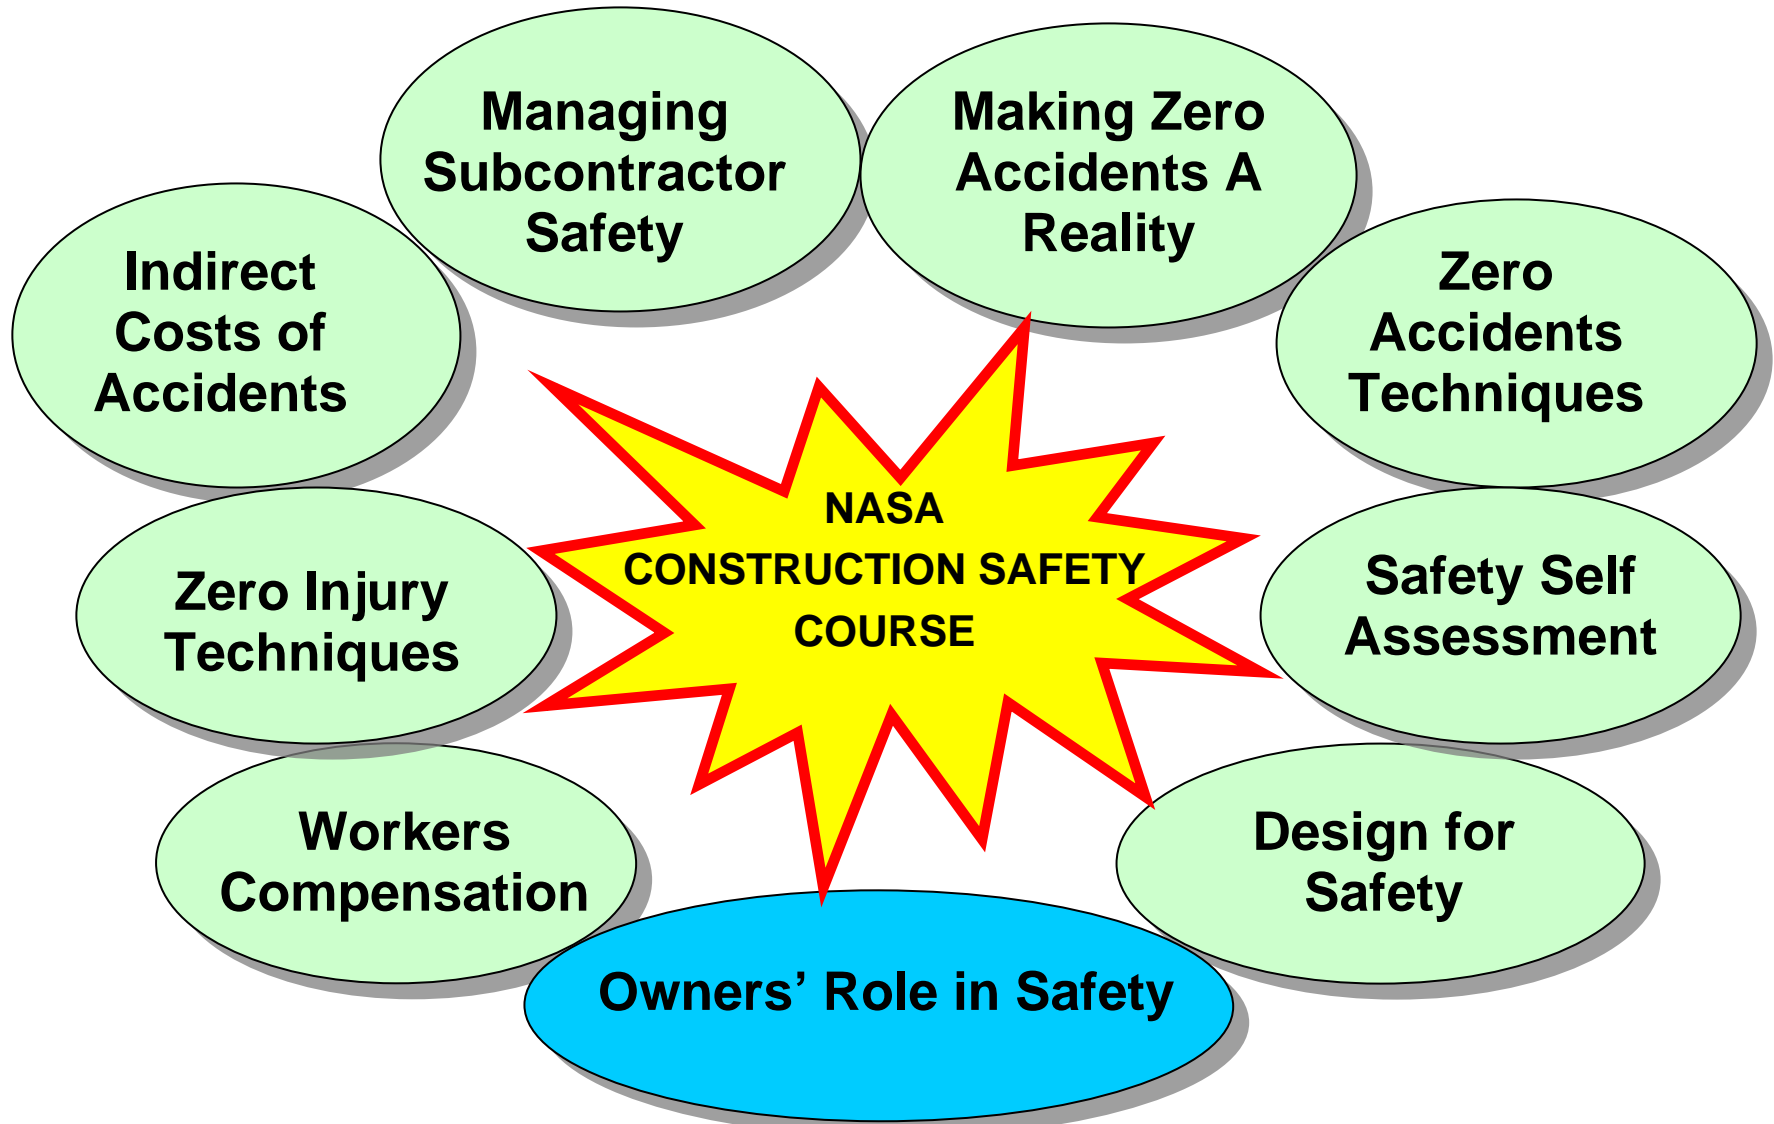 Managing
Subcontractor
Safety
Making Zero
Accidents A
Reality
Indirect
Costs of
Accidents
Zero
Accidents
Techniques
NASA
CONSTRUCTION SAFETY
COURSE
Zero Injury
Techniques
Safety Self
Assessment
Workers
Compensation
Design for
Safety
Owners’ Role in Safety